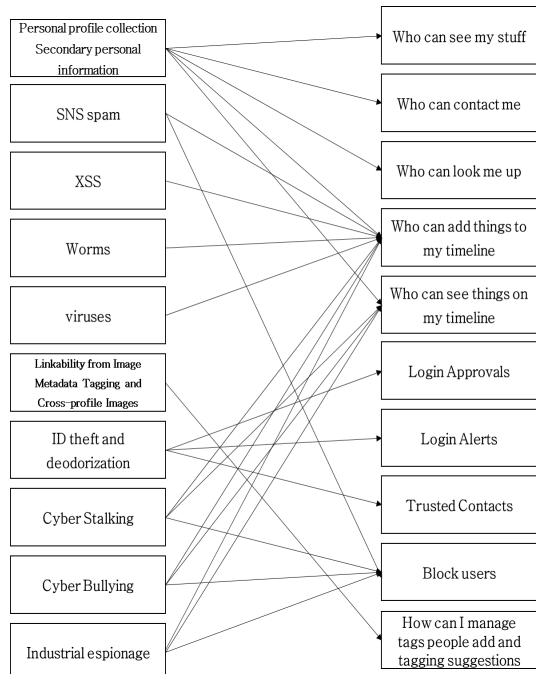 Personal profile collection
Secondary personal
information
SNS spam
XSS
Worms
viruses
Linkability from Image
Metadata Tagging and
Cross-profile Images
ID theft and
deodorization
Cyber Stalking
Cyber Bullying
Industrial espionage
Who can see my stuff
Who can contact me
Who can look me up
Who can add things to
my timeline
Who can see things on
my timeline
Login Approvals
Login Alerts
Trusted Contacts
Block users
How can I manage
tags people add and
tagging suggestions